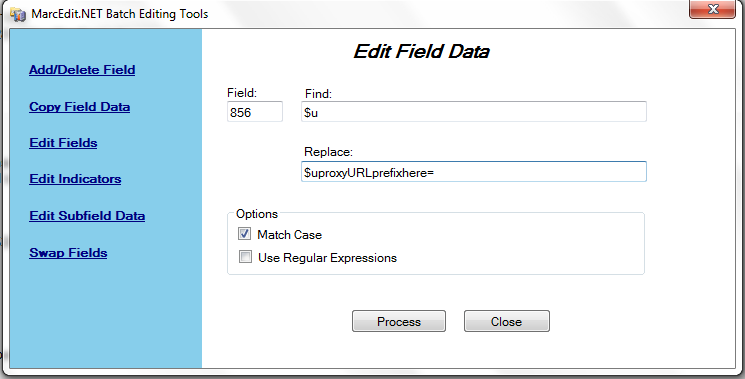 MarcEdit.NET Batch Editing Tools
Edit Field Data
Add/Delete Field
Copy Field Data
Edit Fields
Edit Indicators
Edit Subfield Data
Swap Fields
Field:
Find:
856
$u
Replace:
$uproxyURLprefixhere=
Options
Match Case
Use Regular Expressions
Process
Close